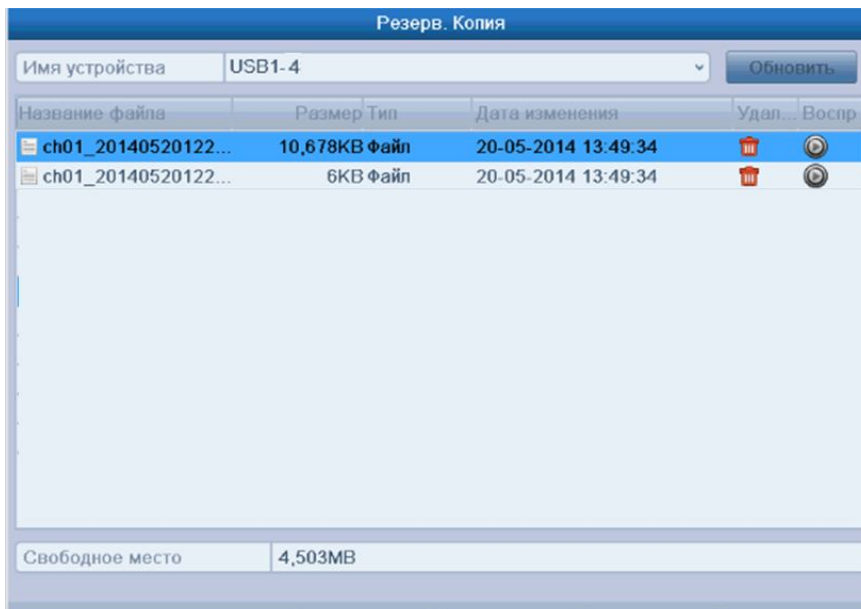 Резерв. Копия
Имя устройства USB1-4 Обновить
Название файла Размер Тип Дата изменения Удал... Воспр
ch01_20140520122... 10,678KB Файл 20-05-2014 13:49:34
ch01_20140520122... 6KB Файл 20-05-2014 13:49:34
Свободное место 4,503MB